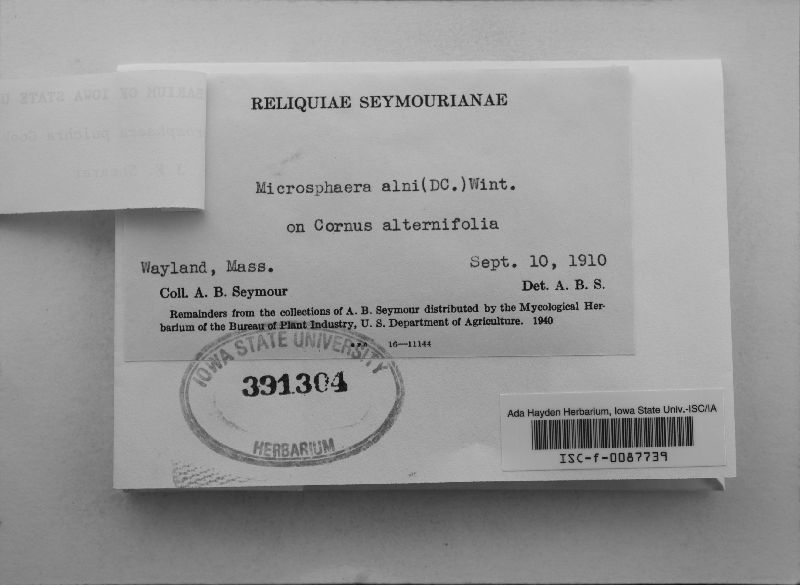 RELIQUIAE SEYMOURIANAE
Microsphaera alni(DC.)Wint.
on Cornus alternifolia
Wayland, Mass.
Sept. 10, 1910
Coll. A. B. Seymour
Det. A. B. S.
Remainders from the collections of A. B. Seymour distributed by the Mycological Her-
barium of the Bureau of Plant Industry, U. S. Department of Agriculture. 1940
16—11144
IOWA STATE UNIVERSITY
391304
HERBARIUM
Ada Hayden Herbarium, Iowa State Univ.-ISC/IA
ISC-f-0087739